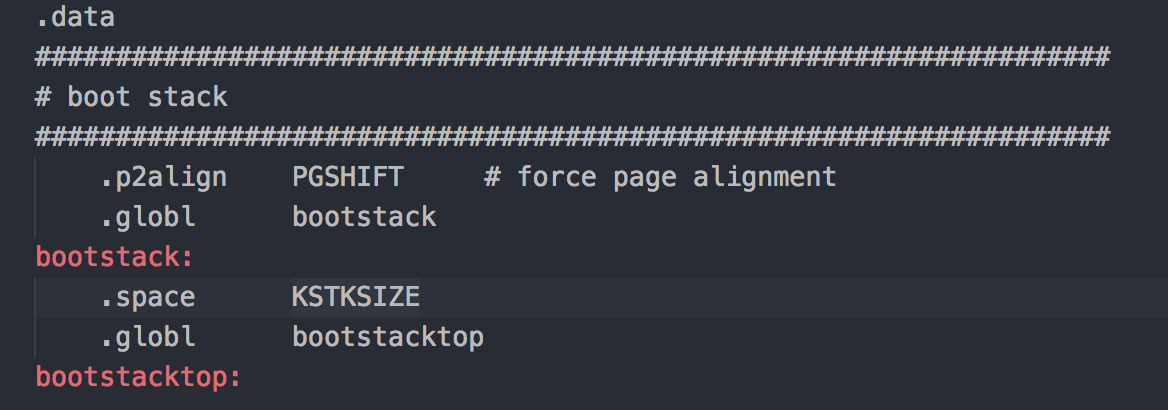 .data
###################################################################
# boot stack
###################################################################
.p2align PGSHIFT # force page alignment
.globl bootstack
bootstack:
.space KSTKSIZE
.globl bootstacktop
bootstacktop: